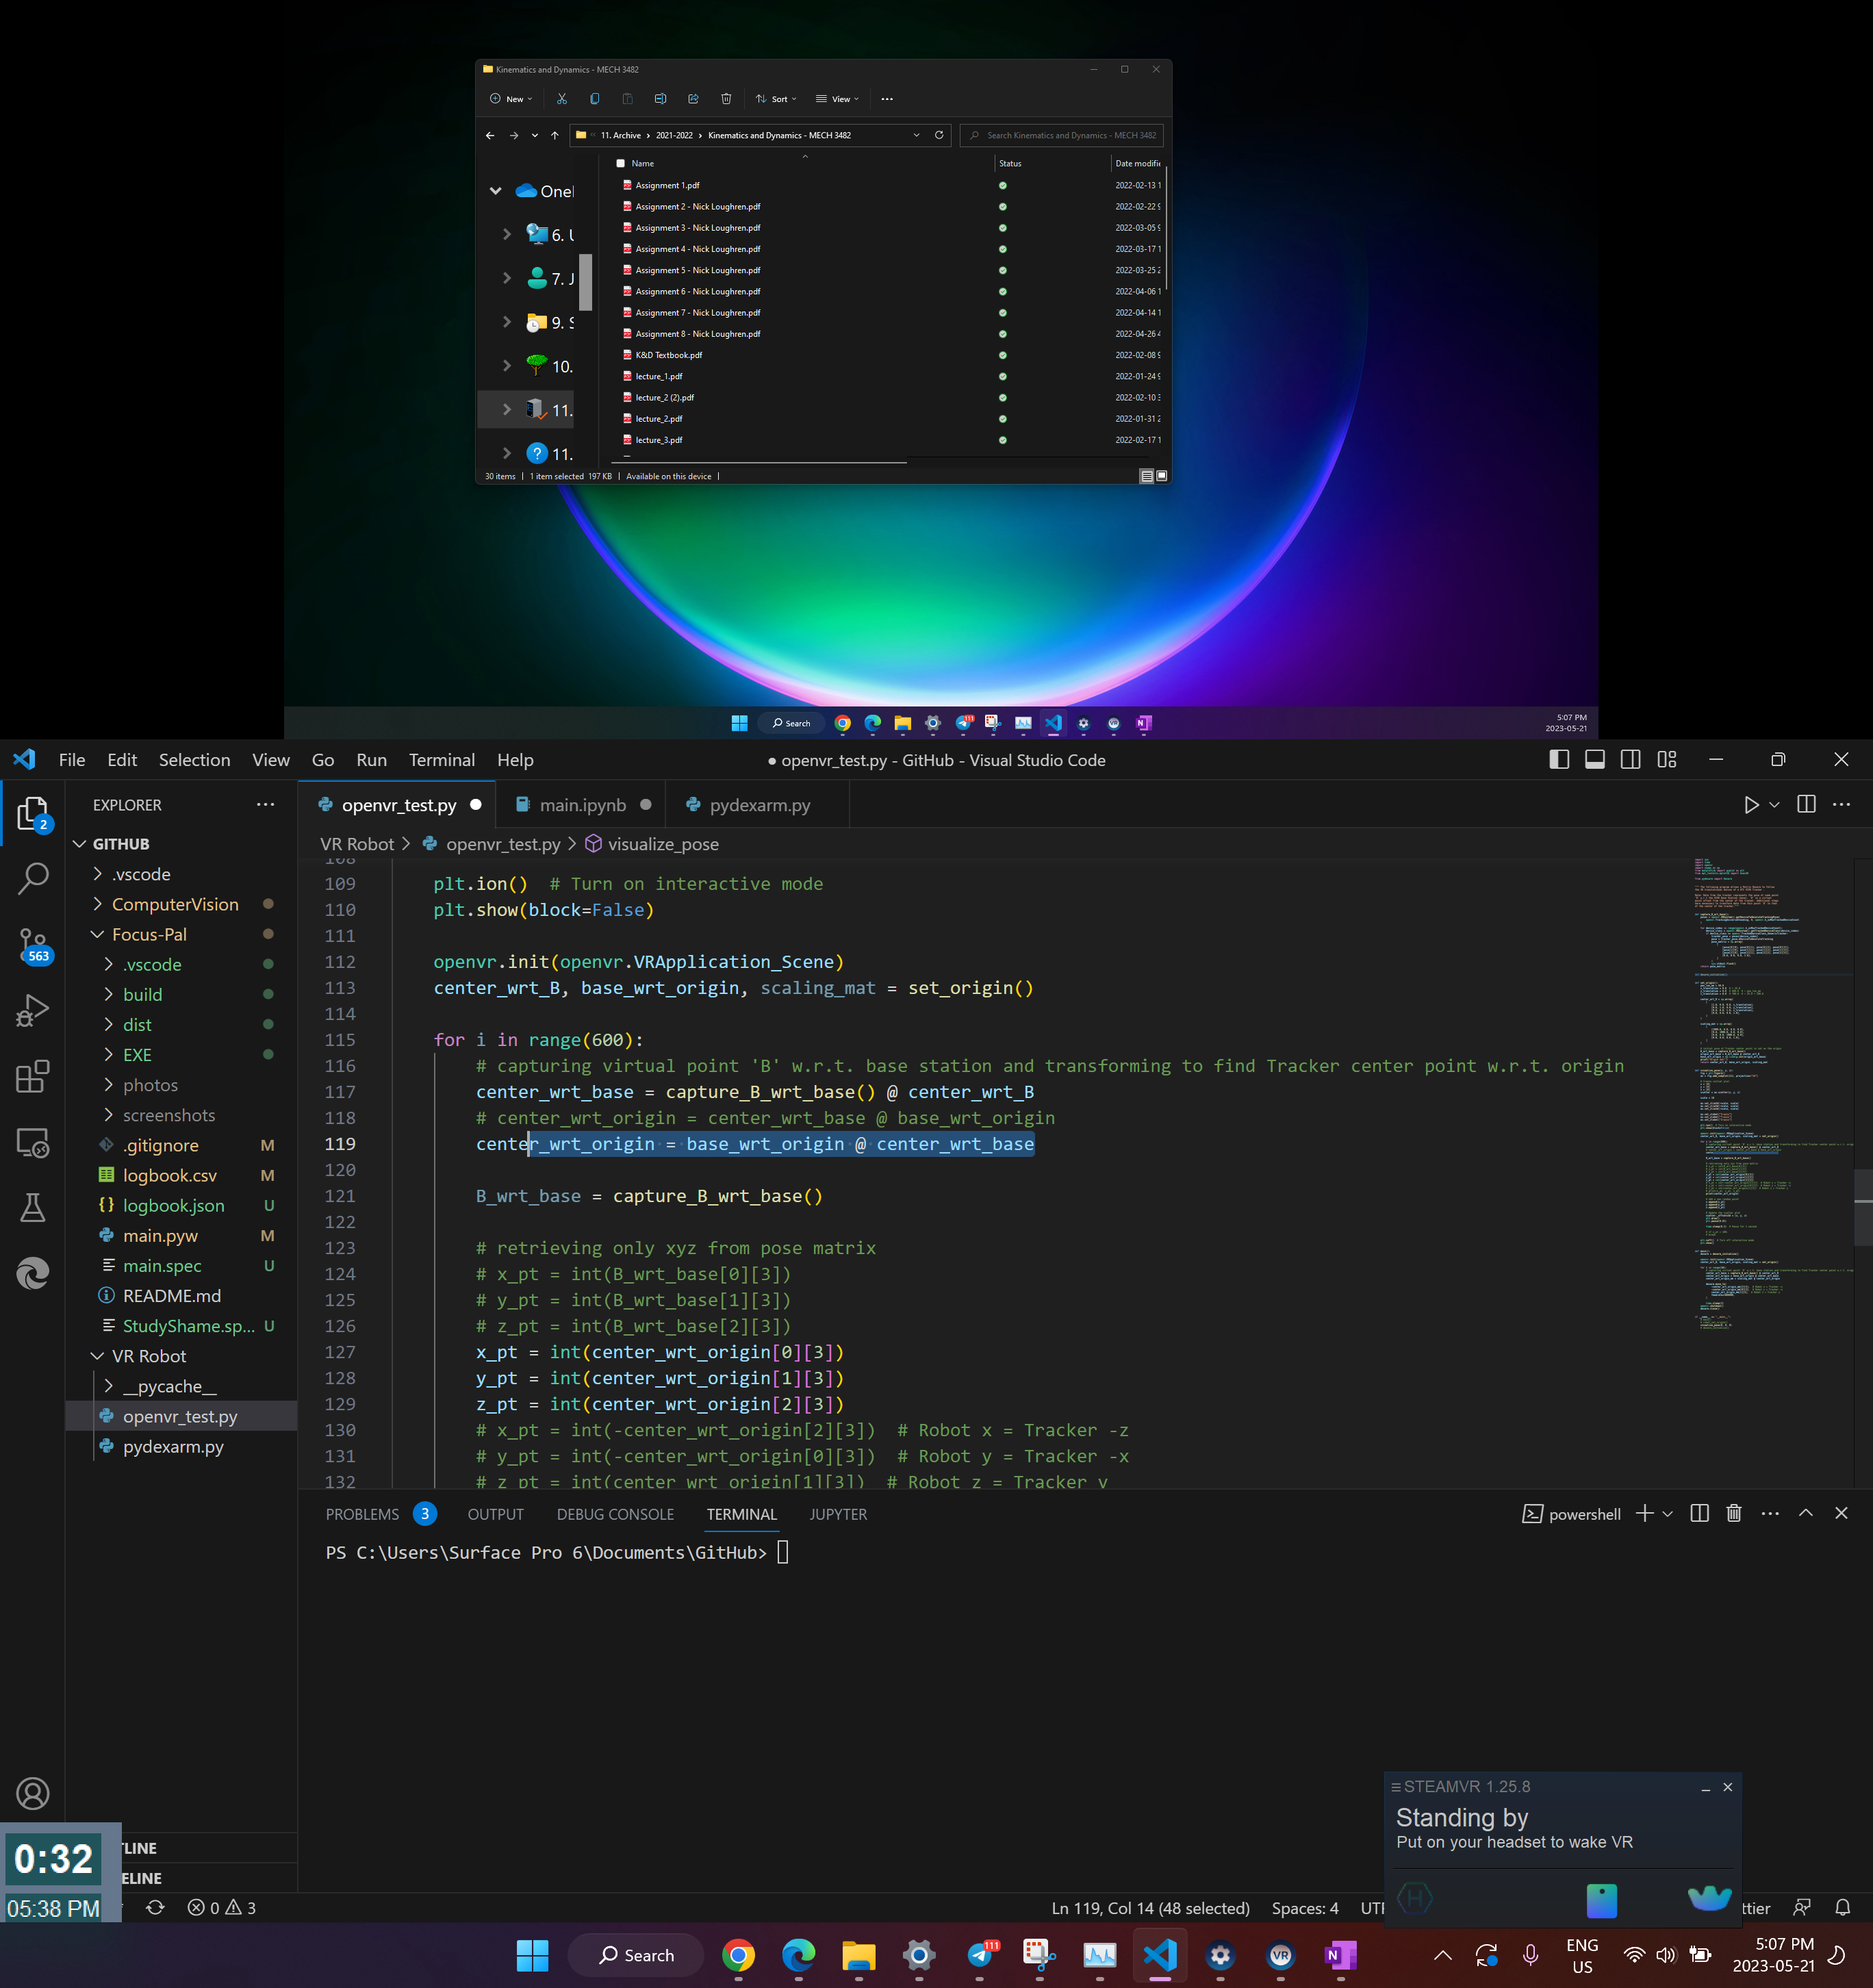 Kinematics and Dynamics - MECH 3482
New
Sort
View
11. Archive > 2021-2022 > Kinematics and Dynamics - MECH 3482
Search Kinematics and Dynamics - MECH 3482
Name Status Date modifi
Assignment 1.pdf 2022-02-13 1
Assignment 2 - Nick Loughren.pdf 2022-02-22 9
Assignment 3 - Nick Loughren.pdf 2022-03-05 9
Assignment 4 - Nick Loughren.pdf 2022-03-17 1
Assignment 5 - Nick Loughren.pdf 2022-03-25 2
Assignment 6 - Nick Loughren.pdf 2022-04-06 1
Assignment 7 - Nick Loughren.pdf 2022-04-14 1
Assignment 8 - Nick Loughren.pdf 2022-04-26 4
K&D Textbook.pdf 2022-02-08 9
lecture_1.pdf 2022-01-24 9
lecture_2 (2).pdf 2022-02-10 3
lecture_2.pdf 2022-01-31 2
lecture_3.pdf 2022-02-17 1
OneI
6. U
7. J
9. S
10.
11.
11.
30 items | 1 item selected 197 KB | Available on this device |
Search
111
5:07 PM
2023-05-21
File Edit Selection View Go Run Terminal Help
● openvr_test.py - GitHub - Visual Studio Code
EXPLORER
GITHUB
.vscode
ComputerVision
Focus-Pal
.vscode
build
dist
EXE
photos
screenshots
.gitignore M
logbook.csv M
logbook.json U
main.pyw M
main.spec U
README.md
StudyShame.sp... U
VR Robot
__pycache__
openvr_test.py
pydexarm.py
2
563
openvr_test.py
main.ipynb
pydexarm.py
VR Robot > openvr_test.py > visualize_pose
108
109 plt.ion()  # Turn on interactive mode
110 plt.show(block=False)
111
112 openvr.init(openvr.VRApplication_Scene)
113 center_wrt_B, base_wrt_origin, scaling_mat = set_origin()
114
115 for i in range(600):
116 # capturing virtual point 'B' w.r.t. base station and transforming to find Tracker center point w.r.t. origin
117 center_wrt_base = capture_B_wrt_base() @ center_wrt_B
118 # center_wrt_origin = center_wrt_base @ base_wrt_origin
119 center_wrt_origin = base_wrt_origin @ center_wrt_base
120
121 B_wrt_base = capture_B_wrt_base()
122
123 # retrieving only xyz from pose matrix
124 # x_pt = int(B_wrt_base[0][3])
125 # y_pt = int(B_wrt_base[1][3])
126 # z_pt = int(B_wrt_base[2][3])
127 x_pt = int(center_wrt_origin[0][3])
128 y_pt = int(center_wrt_origin[1][3])
129 z_pt = int(center_wrt_origin[2][3])
130 # x_pt = int(-center_wrt_origin[2][3])  # Robot x = Tracker -z
131 # y_pt = int(-center_wrt_origin[0][3])  # Robot y = Tracker -x
132 # z_pt = int(center_wrt_origin[1][3])  # Robot z = Tracker y
PROBLEMS 3 OUTPUT DEBUG CONSOLE TERMINAL JUPYTER
powershell
PS C:\Users\Surface Pro 6\Documents\GitHub>
STEAMVR 1.25.8
Standing by
Put on your headset to wake VR
0:32
05:38 PM
TLINE
ELINE
0 3
Ln 119, Col 14 (48 selected) Spaces: 4 UTF
ttier
Search
111
ENG
US
5:07 PM
2023-05-21